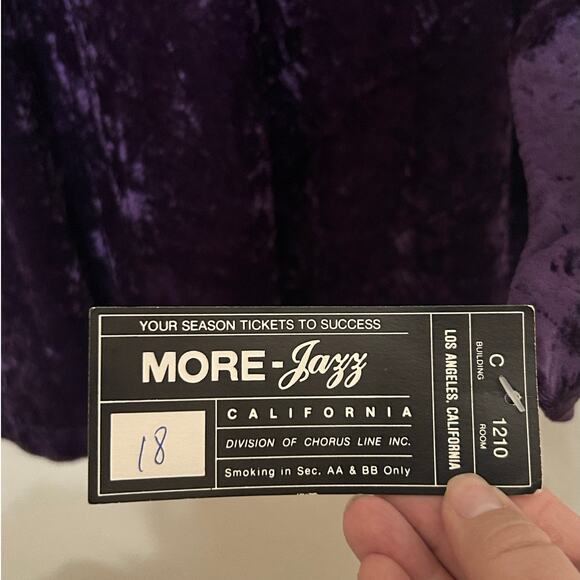 YOUR SEASON TICKETS TO SUCCESS
MORE-Jazz
18
CALIFORNIA
DIVISION OF CHORUS LINE INC.
Smoking in Sec. AA & BB Only
LOS ANGELES, CALIFORNIA
C
BUILDING
1210
ROOM